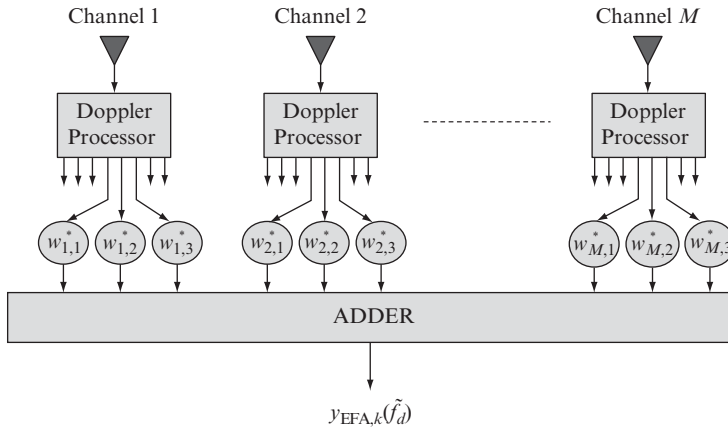 Channel 1 Channel 2 Channel M
Doppler Processor Doppler Processor Doppler Processor
w*1,1 w*1,2 w*1,3 w*2,1 w*2,2 w*2,3 w*M,1 w*M,2 w*M,3
ADDER
yEFA,k(f̃d)